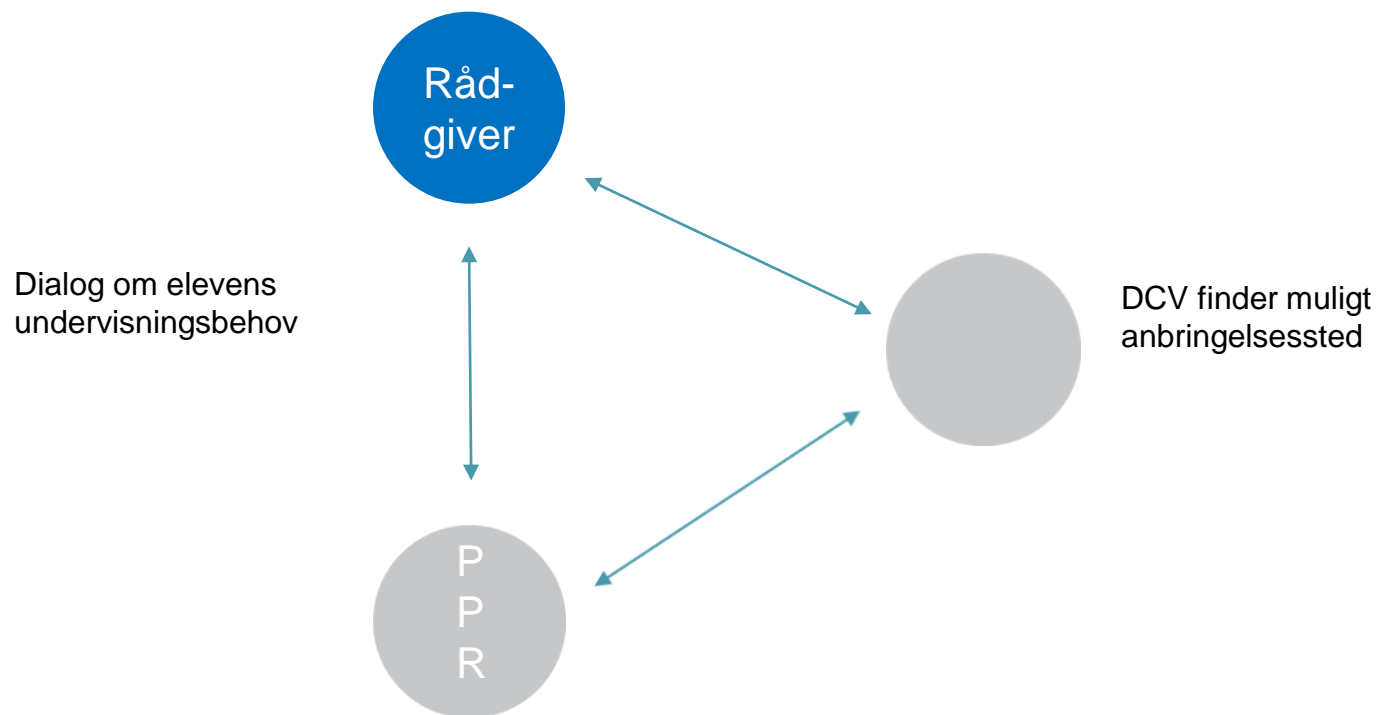 Råd-
giver
Dialog om elevens
undervisningsbehov
DCV finder muligt
anbringelsessted
P
P
R